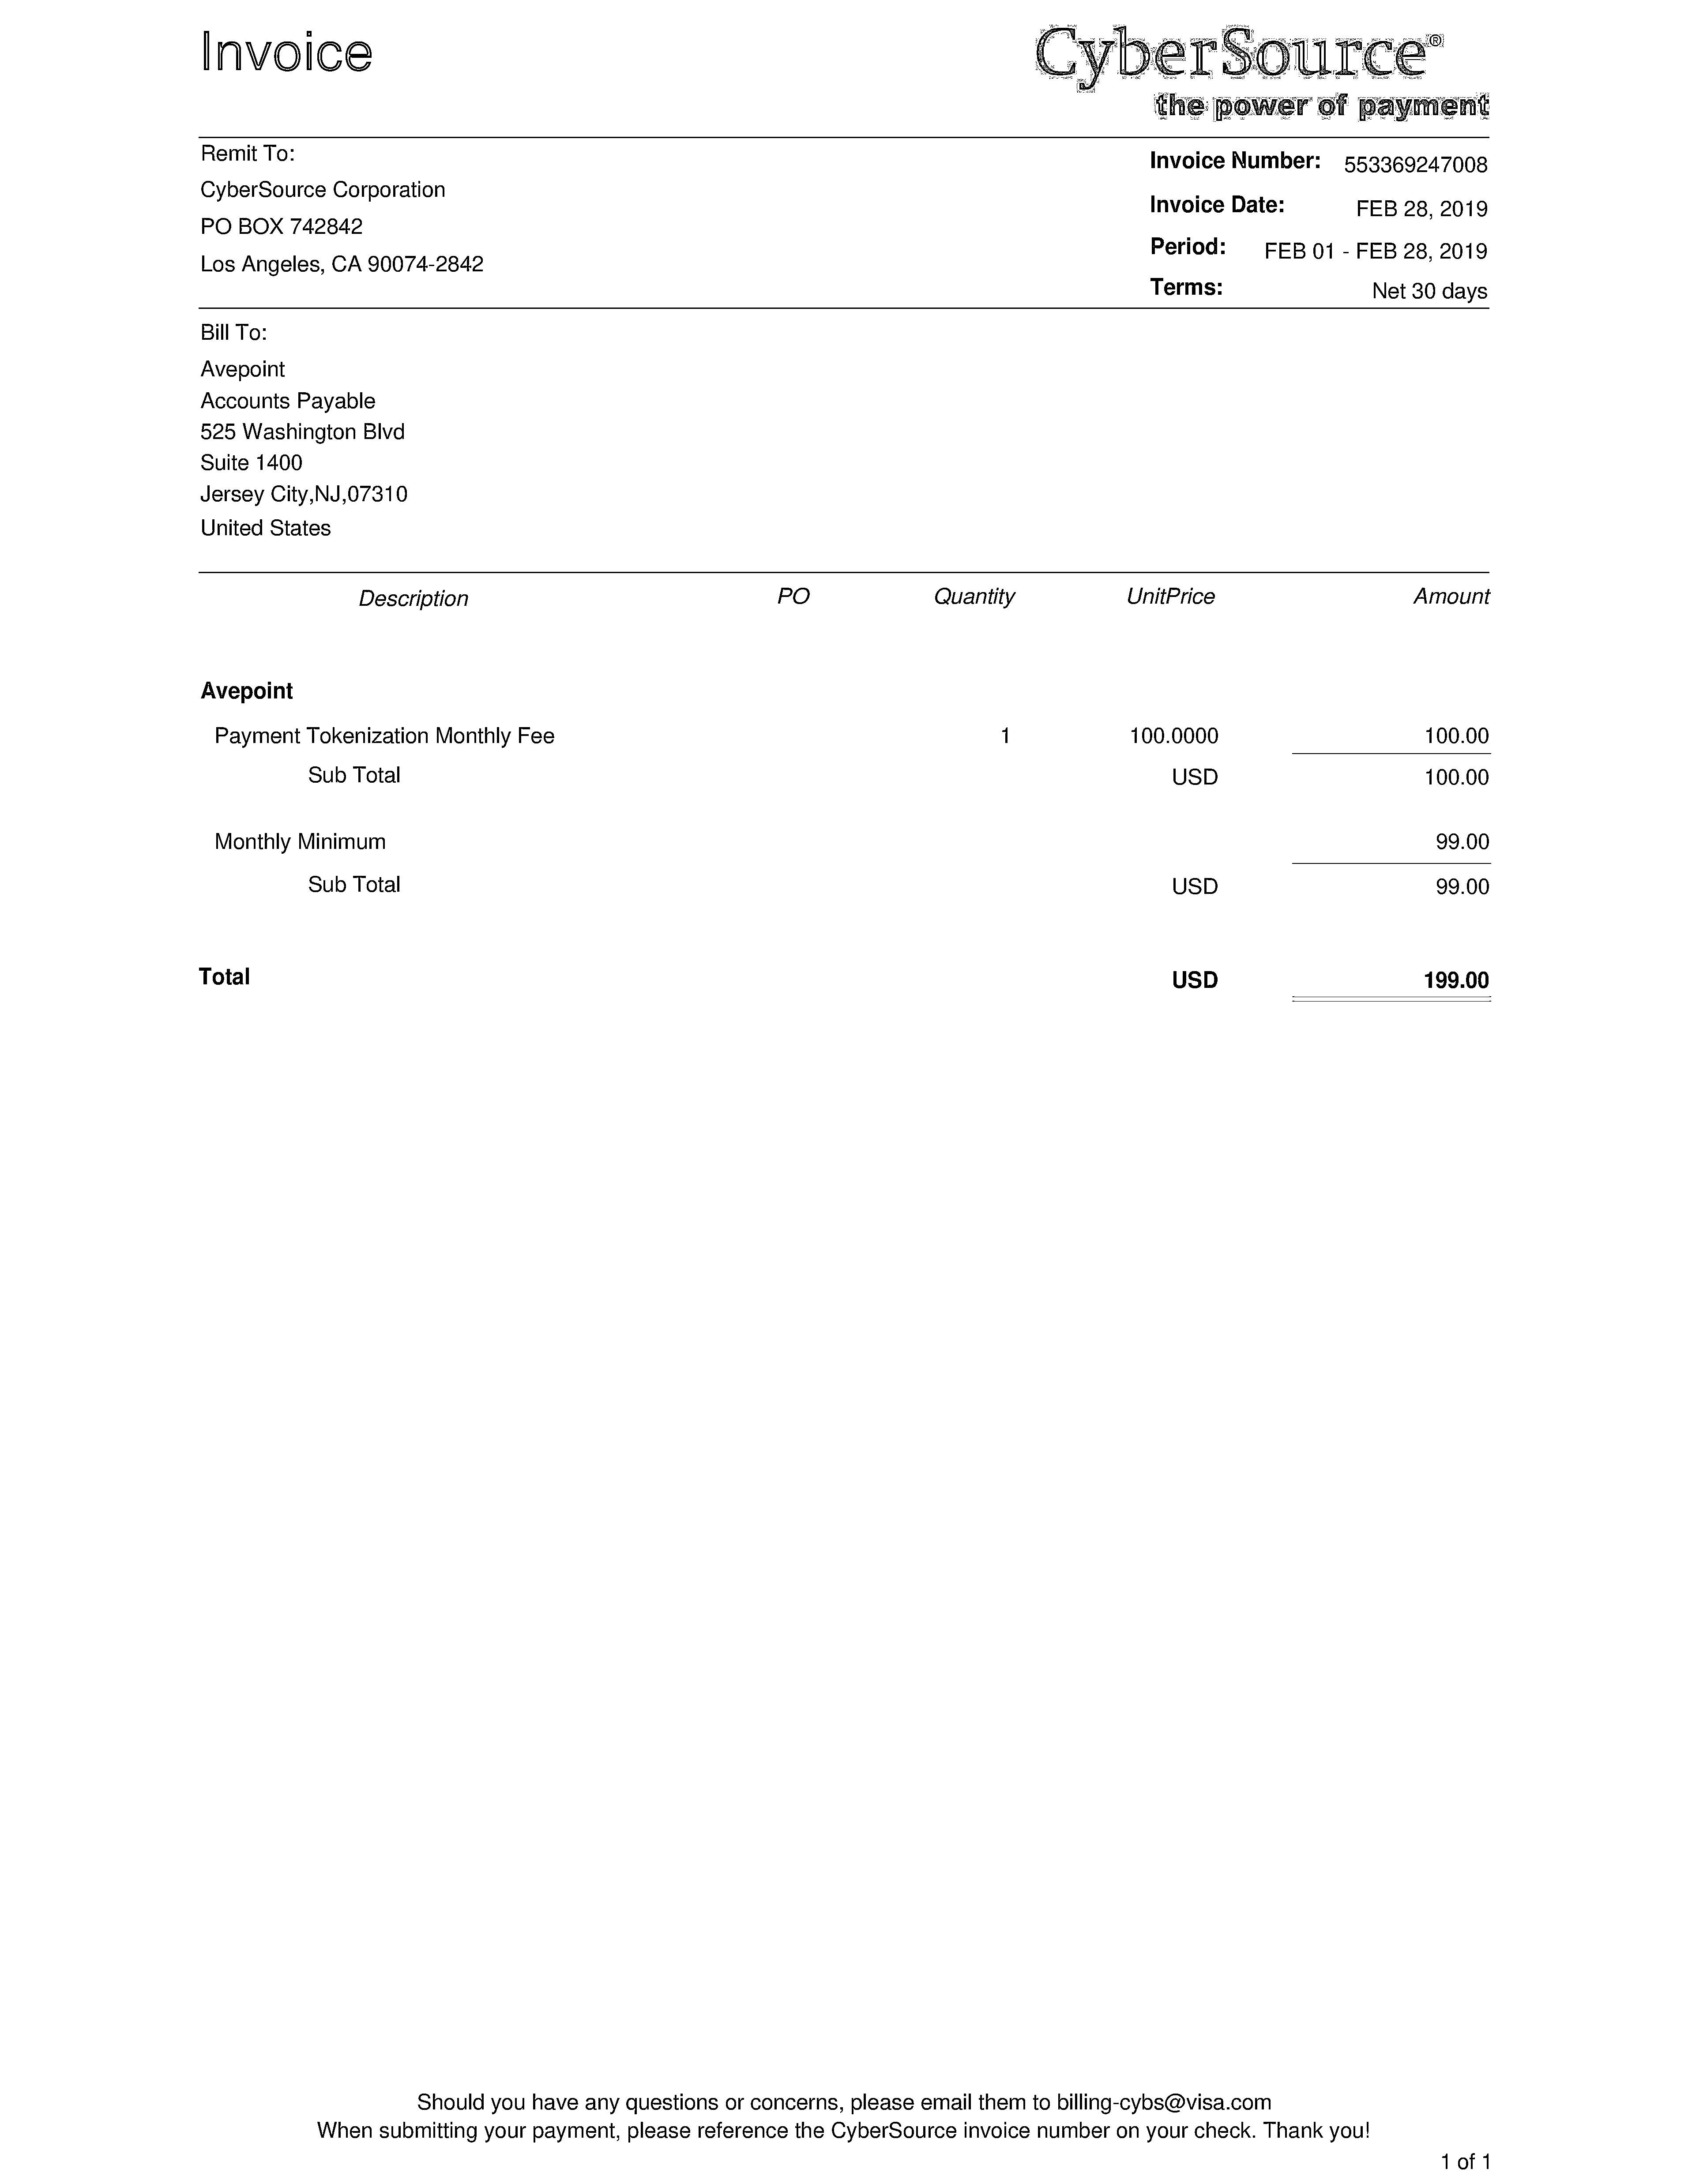 Invoice
CyberSource®
the power of payment
Remit To:
CyberSource Corporation
PO BOX 742842
Los Angeles, CA 90074-2842
Invoice Number: 553369247008
Invoice Date: FEB 28, 2019
Period: FEB 01 - FEB 28, 2019
Terms: Net 30 days
Bill To:
Avepoint
Accounts Payable
525 Washington Blvd
Suite 1400
Jersey City,NJ,07310
United States
Description PO Quantity UnitPrice Amount
Avepoint
Payment Tokenization Monthly Fee 1 100.0000 100.00
Sub Total USD 100.00
Monthly Minimum 99.00
Sub Total USD 99.00
Total USD 199.00
Should you have any questions or concerns, please email them to billing-cybs@visa.com
When submitting your payment, please reference the CyberSource invoice number on your check. Thank you!
1 of 1